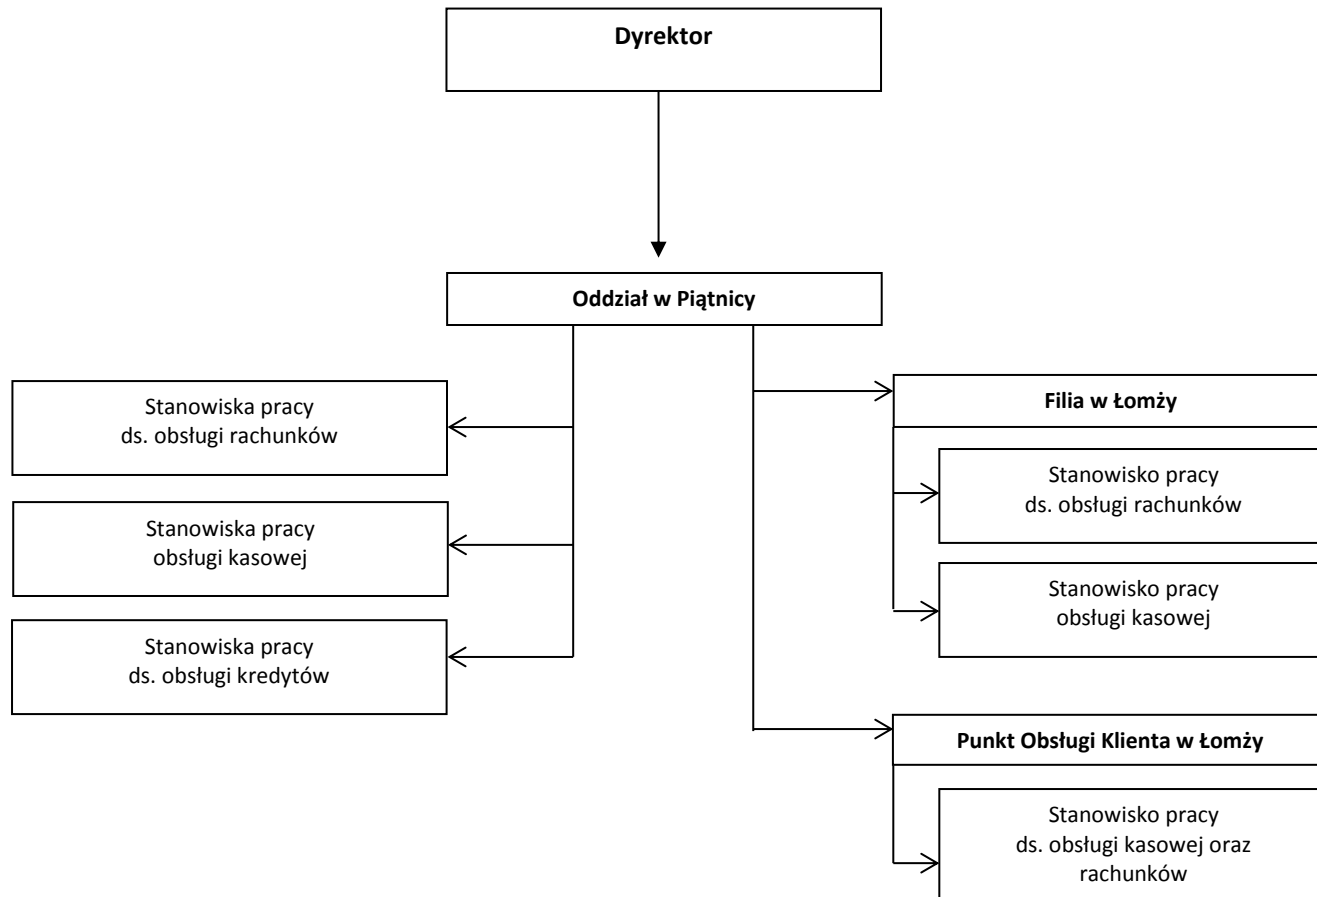 Dyrektor
Oddział w Piątnicy
Stanowiska pracy
ds. obsługi rachunków
Stanowiska pracy
obsługi kasowej
Stanowiska pracy
ds. obsługi kredytów
Filia w Łomży
Stanowisko pracy
ds. obsługi rachunków
Stanowisko pracy
obsługi kasowej
Punkt Obsługi Klienta w Łomży
Stanowisko pracy
ds. obsługi kasowej oraz
rachunków